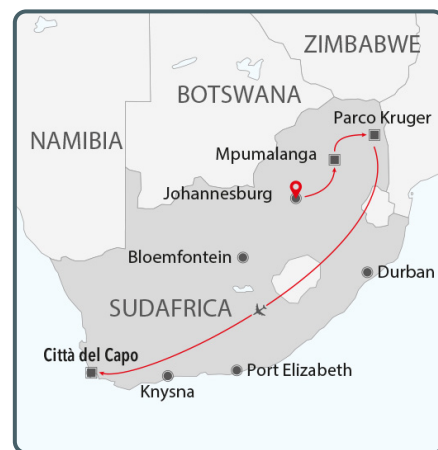 ZIMBABWE
BOTSWANA
Parco Kruger
NAMIBIA
Mpumalanga
Johannesburg
Bloemfontein
Durban
SUDAFRICA
Città del Capo
Port Elizabeth
Knysna